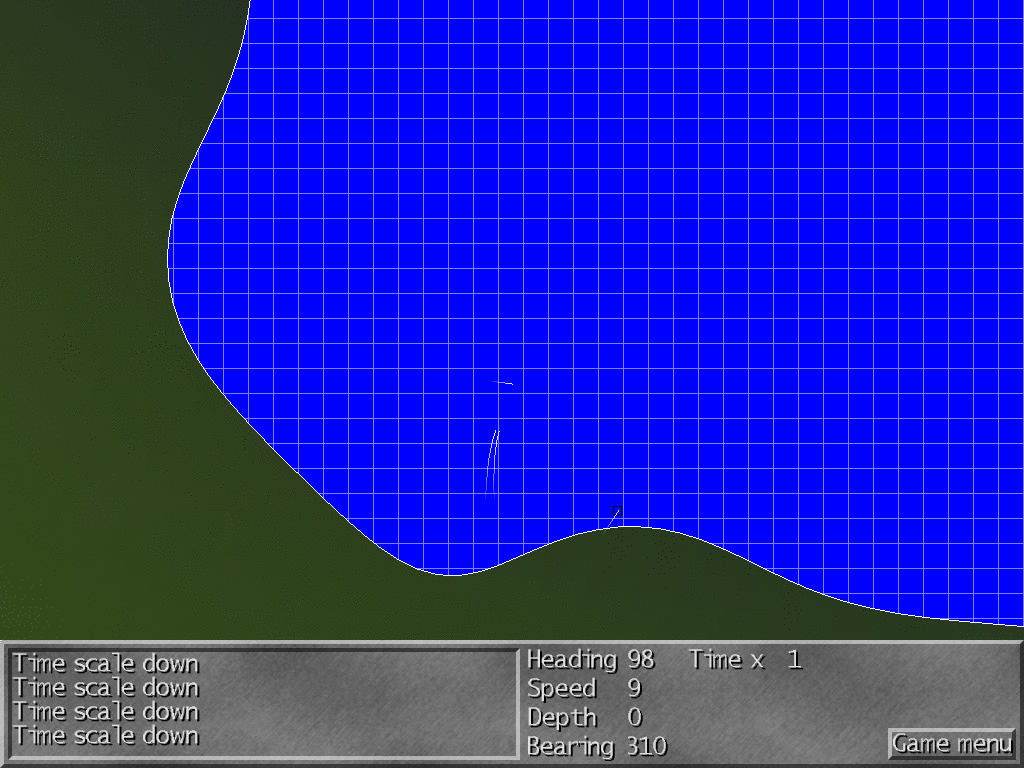 Time scale down
Time scale down
Time scale down
Time scale down
Heading 98 Time x 1
Speed 9
Depth 0
Bearing 310
Game menu